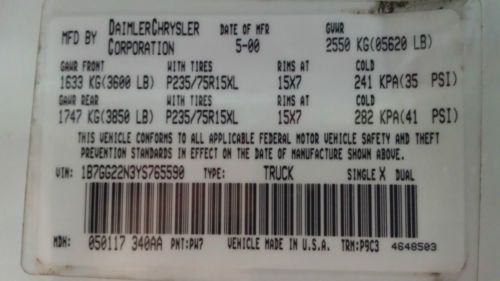 MFD BY DAIMLERCHRYSLER CORPORATION DATE OF MFR 5-00 GVWR 2550 KG(05620 LB)
GAWR FRONT WITH TIRES RIMS AT COLD
1633 KG(3600 LB) P235/75R15XL 15X7 241 KPA(35 PSI)
GAWR REAR WITH TIRES RIMS AT COLD
1747 KG(3850 LB) P235/75R15XL 15X7 282 KPA(41 PSI)
THIS VEHICLE CONFORMS TO ALL APPLICABLE FEDERAL MOTOR VEHICLE SAFETY AND THEFT
PREVENTION STANDARDS IN EFFECT ON THE DATE OF MANUFACTURE SHOWN ABOVE.
VIN: 1B7GG22N3YS765590 TYPE: TRUCK SINGLE X DUAL
MDH: 050117 340AA PNT:PW7 VEHICLE MADE IN U.S.A. TRM:P9C3 4648503